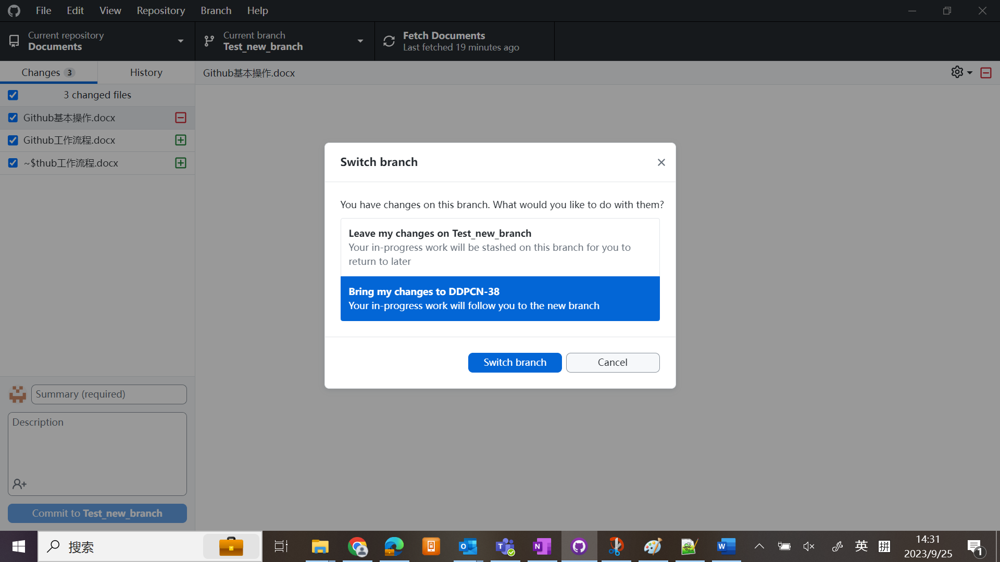 File Edit View Repository Branch Help
Current repository
Documents
Current branch
Test_new_branch
Fetch Documents
Last fetched 19 minutes ago
Changes 3
History
Github基本操作.docx
3 changed files
Github基本操作.docx
Github工作流程.docx
~$thub工作流程.docx
Switch branch
You have changes on this branch. What would you like to do with them?
Leave my changes on Test_new_branch
Your in-progress work will be stashed on this branch for you to
return to later
Bring my changes to DDPCN-38
Your in-progress work will follow you to the new branch
Switch branch
Cancel
Summary (required)
Description
Commit to Test_new_branch
搜索
英
拼
14:31
2023/9/25
1